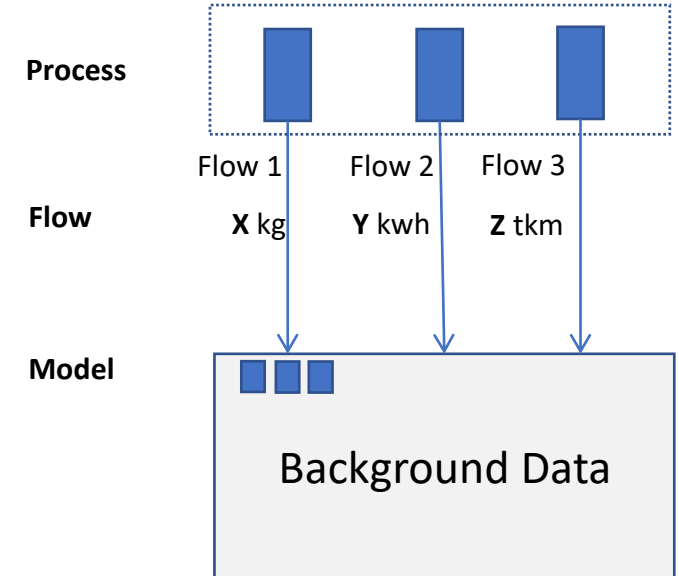 Process
Flow 1 Flow 2 Flow 3
Flow X kg Y kwh Z tkm
Model
Background Data